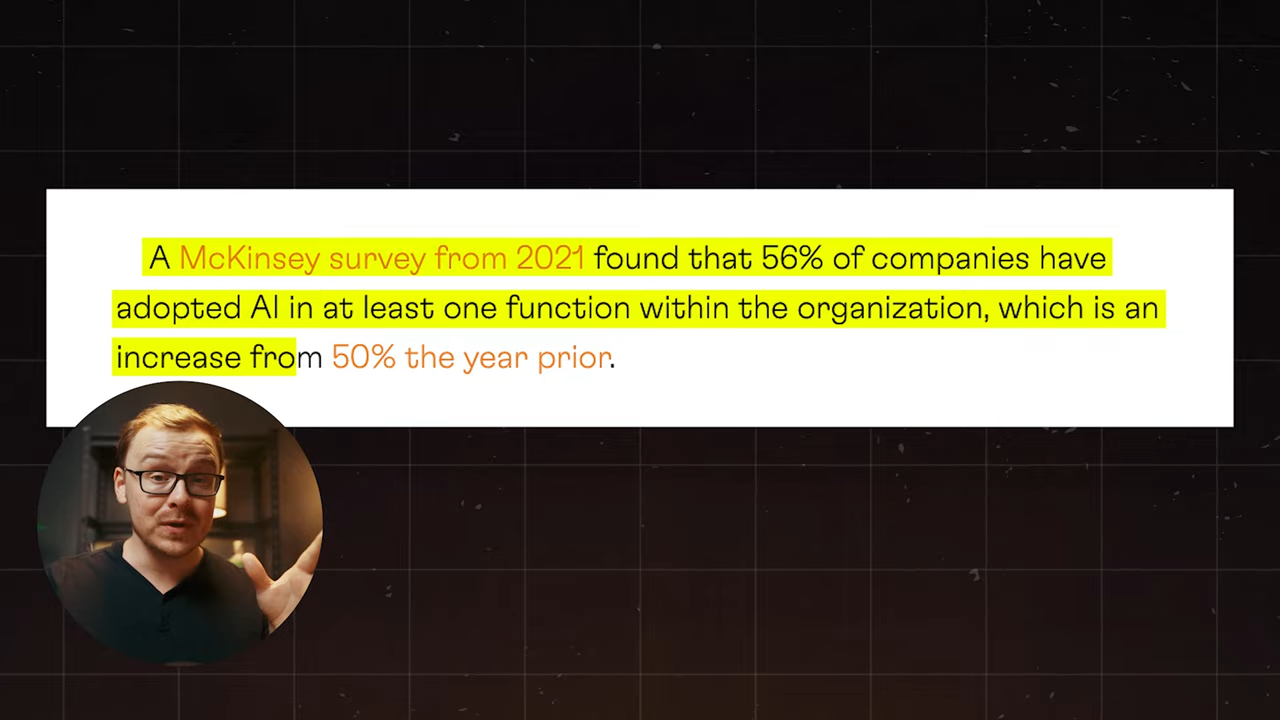 A McKinsey survey from 2021 found that 56% of companies have
adopted AI in at least one function within the organization, which is an
increase from 50% the year prior.